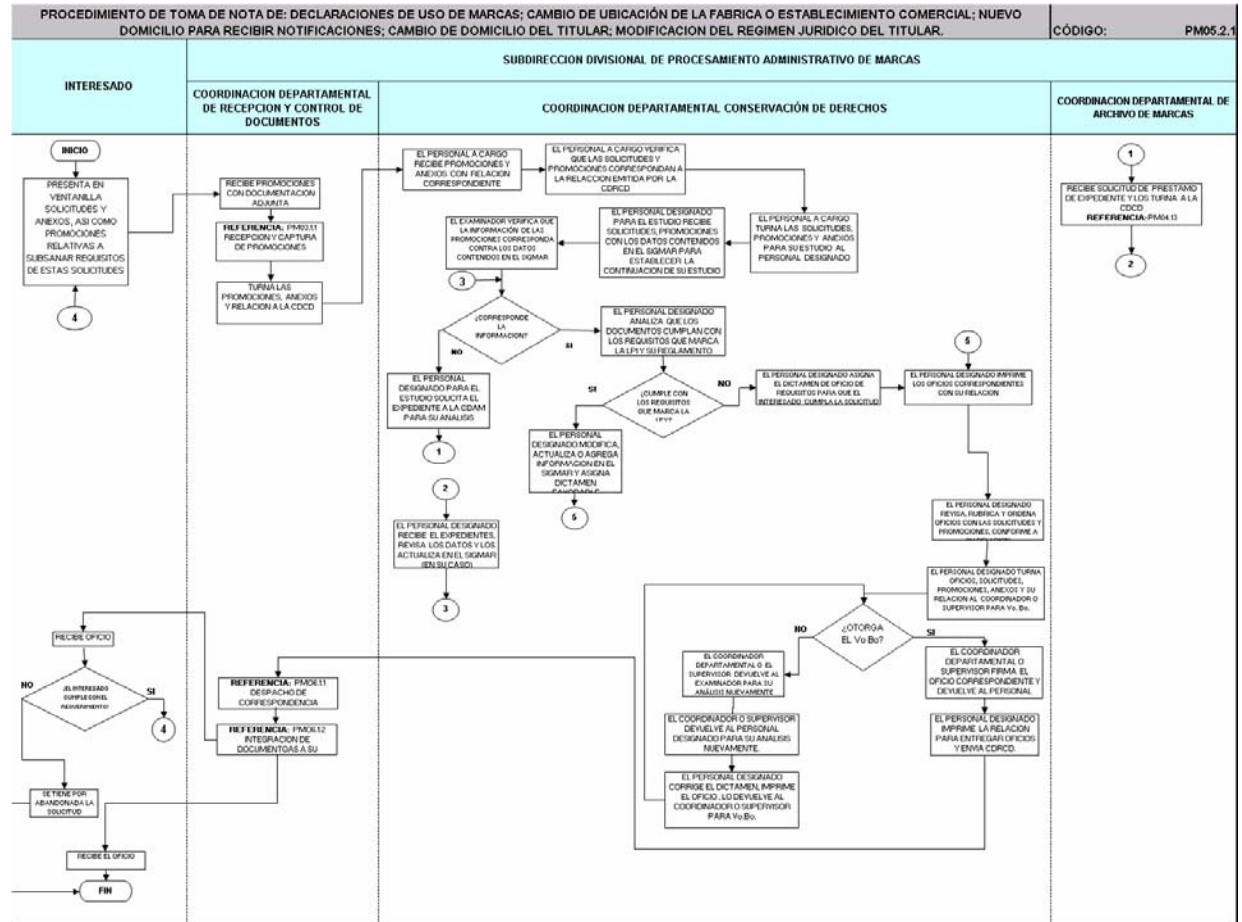 PROCEDIMIENTO DE TOMA DE NOTA DE: DECLARACIONES DE USO DE MARCAS; CAMBIO DE UBICACIÓN DE LA FABRICA O ESTABLECIMIENTO COMERCIAL; NUEVO
DOMICILIO PARA RECIBIR NOTIFICACIONES; CAMBIO DE DOMICILIO DEL TITULAR; MODIFICACION DEL REGIMEN JURIDICO DEL TITULAR.
CÓDIGO: PM05.2.1
INTERESADO
SUBDIRECCION DIVISIONAL DE PROCESAMIENTO ADMINISTRATIVO DE MARCAS
COORDINACION DEPARTAMENTAL
DE RECEPCION Y CONTROL DE
DOCUMENTOS
COORDINACION DEPARTAMENTAL CONSERVACIÓN DE DERECHOS
COORDINACION DEPARTAMENTAL DE
ARCHIVO DE MARCAS
INICIO
PRESENTA EN
VENTANILLA
SOLICITUDES Y
ANEXOS, ASI COMO
PROMOCIONES
RELATIVAS A
SUBSANAR REQUISITOS
DE ESTAS SOLICITUDES
4
RECIBE PROMOCIONES
CON DOCUMENTACION
ADJUNTA
REFERENCIA: PM03.1.1
RECEPCION Y CAPTURA
DE PROMOCIONES
TURNA LAS
PROMOCIONES, ANEXOS
Y RELACION A LA CDCD
EL PERSONAL A CARGO
RECIBE PROMOCIONES Y
ANEXOS CON RELACION
CORRESPONDIENTE
EL PERSONAL A CARGO VERIFICA
QUE LAS SOLICITUDES Y
PROMOCIONES CORRESPONDAN A
LA RELACCION EMITIDA POR LA
CDRCD
EL PERSONAL A CARGO
TURNA LAS SOLICITUDES,
PROMOCIONES Y ANEXOS
PARA SU ESTUDIO AL
PERSONAL DESIGNADO
EL PERSONAL DESIGNADO
PARA EL ESTUDIO RECIBE
SOLICITUDES, PROMOCIONES
CON LOS DATOS CONTENIDOS
EN EL SIGMAR PARA
ESTABLECER LA
CONTINUACION DE SU ESTUDIO
EL EXAMINADOR VERIFICA QUE
LA INFORMACIÓN DE LAS
PROMOCIONES CORRESPONDA
CONTRA LOS DATOS
CONTENIDOS EN EL SIGMAR
3
¿CORRESPONDE
LA
INFORMACION?
NO
SI
EL PERSONAL
DESIGNADO PARA EL
ESTUDIO SOLICITA EL
EXPEDIENTE A LA CDAM
PARA SU ANALISIS
1
EL PERSONAL DESIGNADO
ANALIZA QUE LOS
DOCUMENTOS CUMPLAN CON
LOS REQUISITOS QUE MARCA
LA LPI Y SU REGLAMENTO
¿CUMPLE CON
LOS REQUISITOS
QUE MARCA LA
LPI?
SI
NO
EL PERSONAL
DESIGNADO MODIFICA,
ACTUALIZA O AGREGA
INFORMACION EN EL
SIGMAR Y ASIGNA
DICTAMEN
FAVORABLE
5
EL PERSONAL DESIGNADO ASIGNA
EL DICTAMEN DE OFICIO DE
REQUISITOS PARA QUE EL
INTERESADO CUMPLA LA SOLICITUD
5
EL PERSONAL DESIGNADO IMPRIME
LOS OFICIOS CORRESPONDIENTES
CON SU RELACION
1
RECIBE SOLICITUD DE PRESTAMO
DE EXPEDIENTE Y LOS TURNA A LA
CDCD
REFERENCIA:PM04.13
2
2
EL PERSONAL DESIGNADO
RECIBE EL EXPEDIENTES,
REVISA LOS DATOS Y LOS
ACTUALIZA EN EL SIGMAR
(EN SU CASO)
3
EL PERSONAL DESIGNADO
REVISA, RUBRICA Y ORDENA
OFICIOS CON LAS SOLICITUDES Y
PROMOCIONES, CONFORME A
EL PERSONAL DESIGNADO TURNA
OFICIOS, SOLICITUDES,
PROMOCIONES, ANEXOS Y SU
RELACION AL COORDINADOR O
SUPERVISOR PARA Vo. Bo.
¿OTORGA
EL Vo Bo?
NO
SI
EL COORDINADOR
DEPARTAMENTAL O EL
SUPERVISOR DEVUELVE AL
EXAMINADOR PARA SU
ANÁLISIS NUEVAMENTE
EL COORDINADOR O SUPERVISOR
DEVUELVE AL PERSONAL
DESIGNADO PARA SU ANALISIS
NUEVAMENTE.
EL PERSONAL DESIGNADO
CORRIGE EL DICTAMEN, IMPRIME
EL OFICIO, LO DEVUELVE AL
COORDINADOR O SUPERVISOR
PARA Vo.Bo.
EL COORDINADOR
DEPARTAMENTAL O
SUPERVISOR FIRMA EL
OFICIO CORRESPONDIENTE Y
DEVUELVE AL PERSONAL
EL PERSONAL DESIGNADO
IMPRIME LA RELACION
PARA ENTREGAR OFICIOS
Y ENVIA CDRCD.
REFERENCIA: PM06.1.1
DESPACHO DE
CORRESPONDENCIA
REFERENCIA: PM06.1.2
INTEGRACION DE
DOCUMENTOAS A SU
RECIBE OFICIO
¿EL INTERESADO
CUMPLE CON EL
REQUERIMIENTO?
NO
SI
4
SE TIENE POR
ABANDONADA LA
SOLICITUD
RECIBE EL OFICIO
FIN